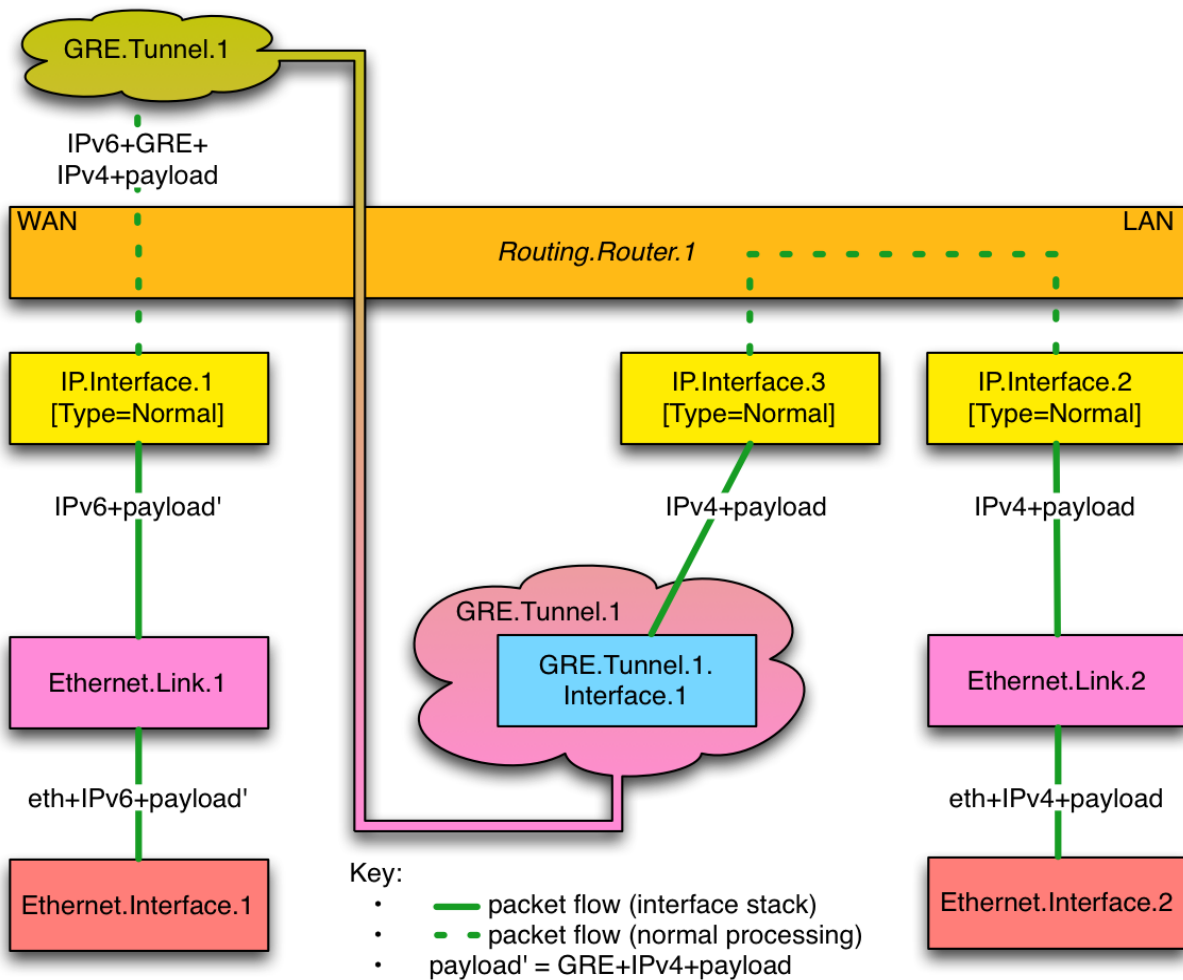 GRE.Tunnel.1
IPv6+GRE+
IPv4+payload
WAN
LAN
Routing.Router.1
IP.Interface.1
[Type=Normal]
IP.Interface.3
[Type=Normal]
IP.Interface.2
[Type=Normal]
IPv6+payload'
IPv4+payload
IPv4+payload
GRE.Tunnel.1
GRE.Tunnel.1.
Interface.1
Ethernet.Link.1
Ethernet.Link.2
eth+IPv6+payload'
eth+IPv4+payload
Ethernet.Interface.1
Ethernet.Interface.2
Key:
• packet flow (interface stack)
• packet flow (normal processing)
• payload' = GRE+IPv4+payload